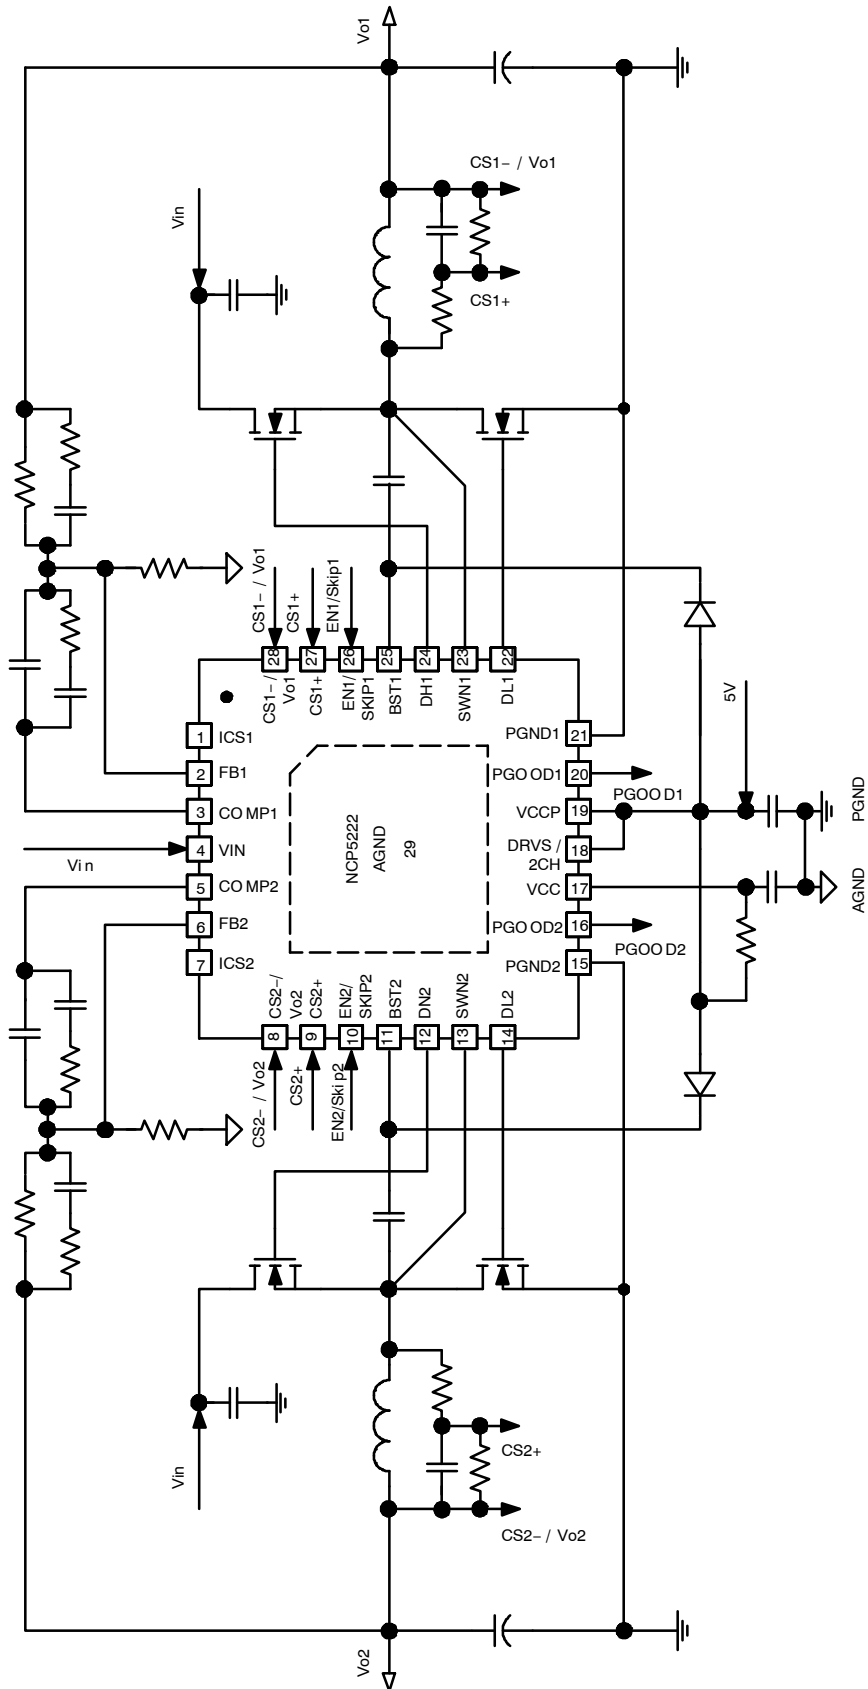 Vo1
CS1- / Vo1
Vin
CS1+
CS1- / Vo1
CS1+
EN1/Skip1
28
27
26
25
24
23
22
CS1-/
Vo1
CS1+
EN1/
SKIP1
BST1
DH1
SWN1
DL1
1 ICS1
PGND1 21
2 FB1
PGOOD1 20
PGOOD1
5V
3 COMP1
VCCP 19
PGND
4 VIN
Vin
DRVS /
2CH
18
NCP5222
AGND
29
5 COMP2
VCC 17
AGND
6 FB2
PGOOD2 16
PGOOD2
7 ICS2
PGND2 15
CS2-/
Vo2
CS2+
EN2/
SKIP2
BST2
DN2
SWN2
DL2
8
9
10
11
12
13
14
CS2- / Vo2
CS2+
EN2/Skip2
Vin
CS2+
CS2- / Vo2
Vo2